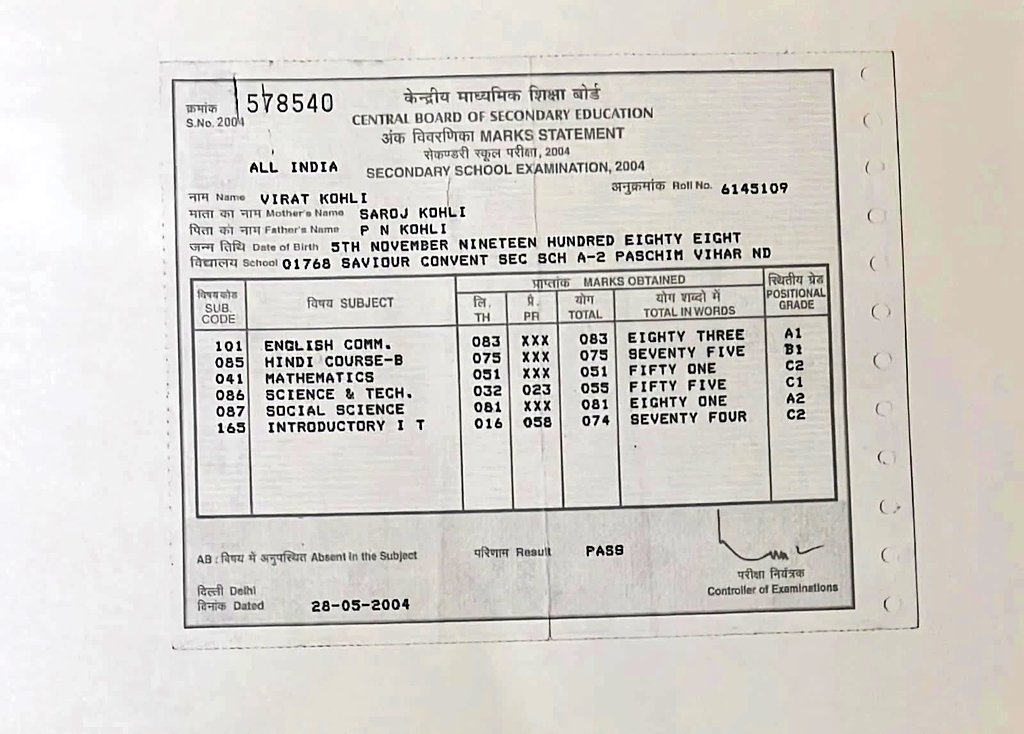 क्रमांक 578540 केन्द्रीय माध्यमिक शिक्षा बोर्ड
S.No. 2004 CENTRAL BOARD OF SECONDARY EDUCATION
अंक विवरणिका MARKS STATEMENT
सेकण्डरी स्कूल परीक्षा, 2004
ALL INDIA SECONDARY SCHOOL EXAMINATION, 2004
नाम Name VIRAT KOHLI अनुक्रमांक Roll No. 6145109
माता का नाम Mother's Name SAROJ KOHLI
पिता का नाम Father's Name P N KOHLI
जन्म तिथि Date of Birth 5TH NOVEMBER NINETEEN HUNDRED EIGHTY EIGHT
विद्यालय School 01768 SAVIOUR CONVENT SEC SCH A-2 PASCHIM VIHAR ND
विषय कोड SUB. CODE विषय SUBJECT प्राप्तांक MARKS OBTAINED स्थितीय ग्रेड POSITIONAL GRADE
लि. TH प्रै. PR योग TOTAL योग शब्दो में TOTAL IN WORDS
101 ENGLISH COMM. 083 XXX 083 EIGHTY THREE A1
085 HINDI COURSE-B 075 XXX 075 SEVENTY FIVE B1
041 MATHEMATICS 051 XXX 051 FIFTY ONE C2
086 SCIENCE & TECH. 032 023 055 FIFTY FIVE C1
087 SOCIAL SCIENCE 081 XXX 081 EIGHTY ONE A2
165 INTRODUCTORY I T 016 058 074 SEVENTY FOUR C2
AB : विषय में अनुपस्थित Absent in the Subject परिणाम Result PASS
परीक्षा नियंत्रक
Controller of Examinations
दिल्ली Delhi
दिनांक Dated 28-05-2004